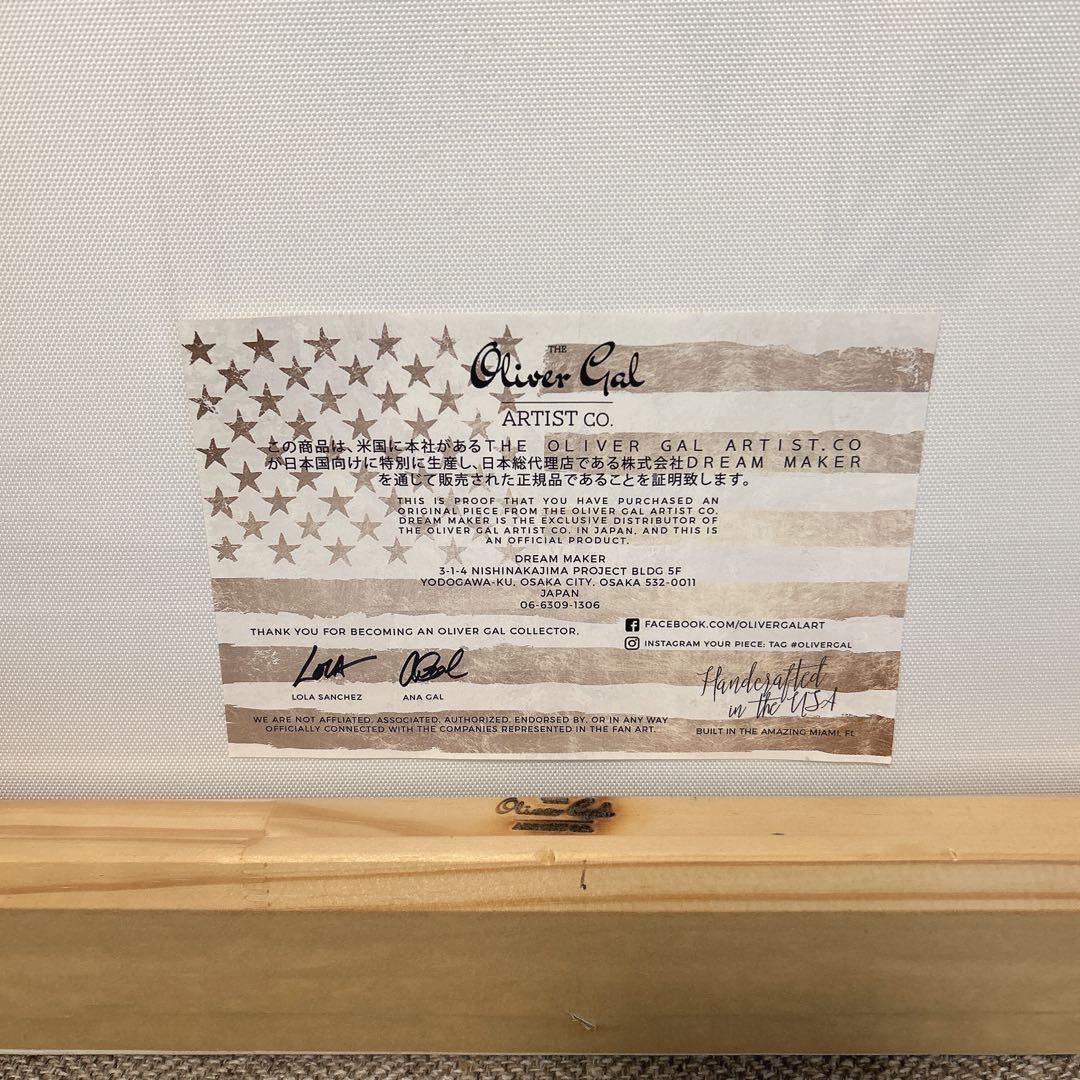 THE
Oliver Gal
ARTIST CO.
この商品は、米国に本社があるTHE OLIVER GAL ARTIST.CO
が日本国向けに特別に生産し、日本総代理店である株式会社DREAM MAKER
を通じて販売された正規品であることを証明致します。
THIS IS PROOF THAT YOU HAVE PURCHASED AN
ORIGINAL PIECE FROM THE OLIVER GAL ARTIST CO.
DREAM MAKER IS THE EXCLUSIVE DISTRIBUTOR OF
THE OLIVER GAL ARTIST CO. IN JAPAN, AND THIS IS
AN OFFICIAL PRODUCT.
DREAM MAKER
3-1-4 NISHINAKAJIMA PROJECT BLDG 5F
YODOGAWA-KU, OSAKA CITY, OSAKA 532-0011
JAPAN
06-6309-1306
THANK YOU FOR BECOMING AN OLIVER GAL COLLECTOR,
FACEBOOK.COM/OLIVERGALART
INSTAGRAM YOUR PIECE: TAG #OLIVERGAL
LOLA
LOLA SANCHEZ
ANA GAL
Handcrafted
in the USA
WE ARE NOT AFFLIATED, ASSOCIATED, AUTHORIZED, ENDORSED BY, OR IN ANY WAY
OFFICIALLY CONNECTED WITH THE COMPANIES REPRESENTED IN THE FAN ART.
BUILT IN THE AMAZING MIAMI, FL
THE
Oliver Gal
ARTIST CO.